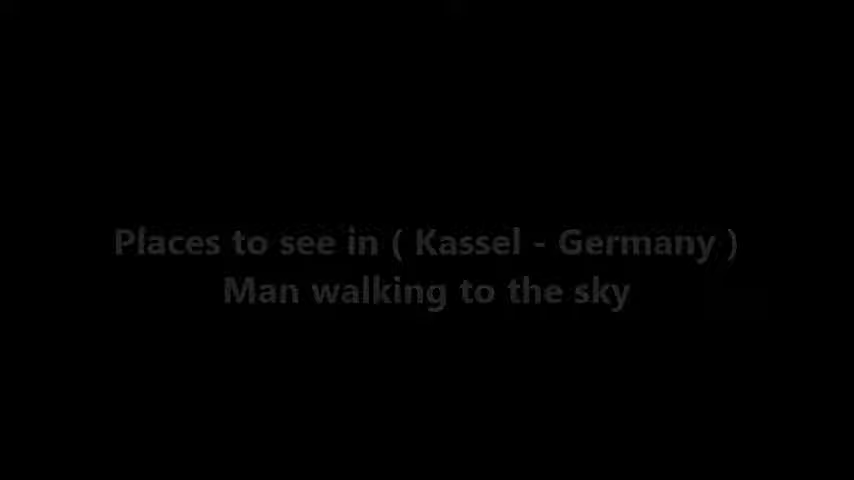 Places to see in ( Kassel - Germany )
Man walking to the sky